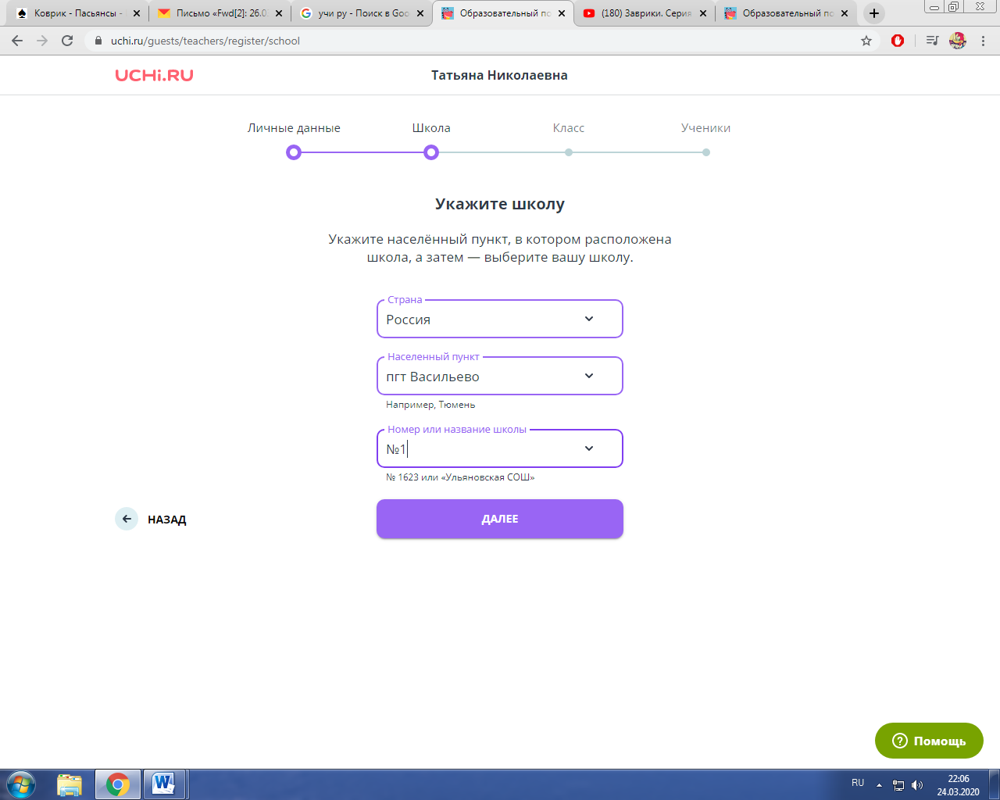 Коврик - Пасьянсы -
Письмо «Fwd[2]: 26.0
учи ру - Поиск в Goo
Образовательный по
(180) Заврики. Серия
Образовательный по
uchi.ru/guests/teachers/register/school
UCHi.RU
Татьяна Николаевна
Личные данные
Школа
Класс
Ученики
Укажите школу
Укажите населённый пункт, в котором расположена
школа, а затем — выберите вашу школу.
Страна
Россия
Населенный пункт
пгт Васильево
Например, Тюмень
Номер или название школы
№1
№ 1623 или «Ульяновская СОШ»
НАЗАД
ДАЛЕЕ
Помощь
RU
22:06
24.03.2020